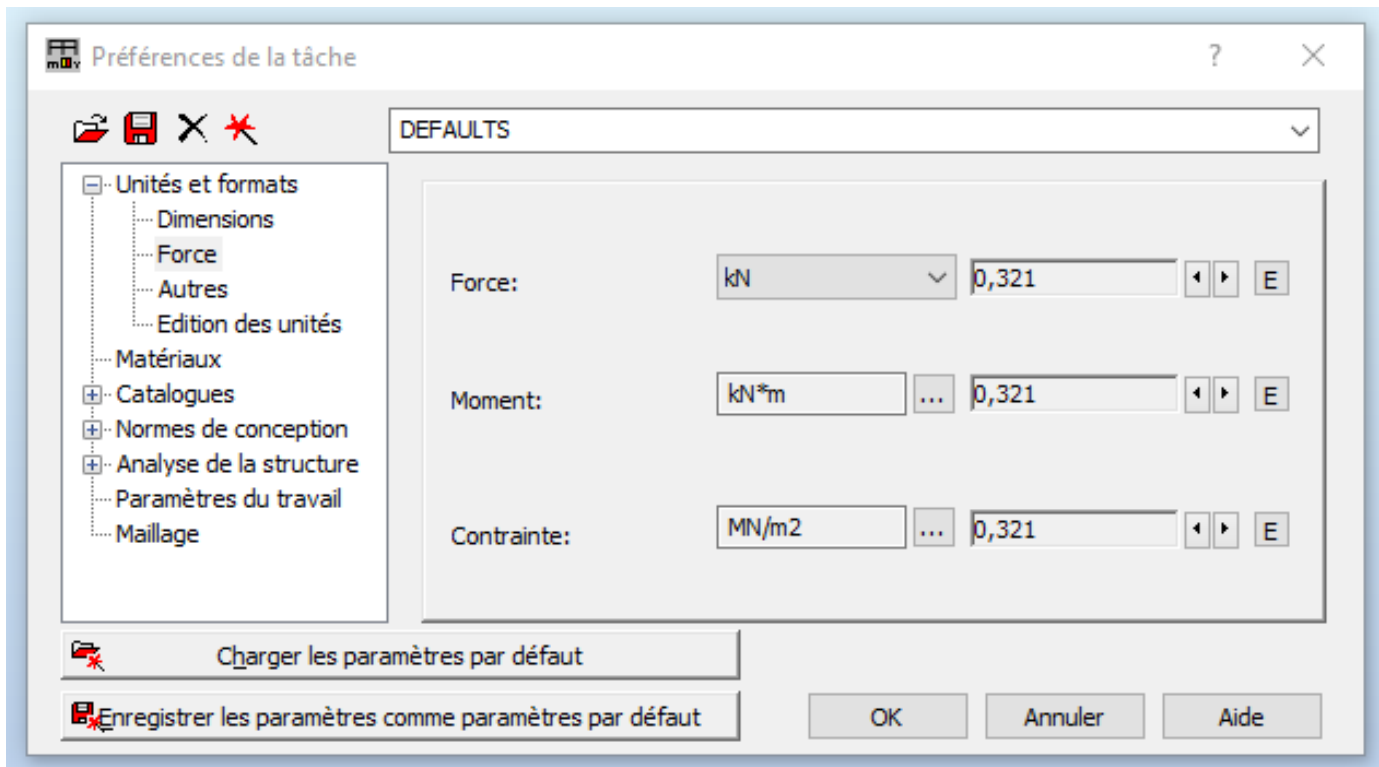 Préférences de la tâche
?
DEFAULTS
Unités et formats
Dimensions
Force
Autres
Edition des unités
Matériaux
Catalogues
Normes de conception
Analyse de la structure
Paramètres du travail
Maillage
Force: kN 0,321 E
Moment: kN*m ... 0,321 E
Contrainte: MN/m2 ... 0,321 E
Charger les paramètres par défaut
Enregistrer les paramètres comme paramètres par défaut
OK Annuler Aide